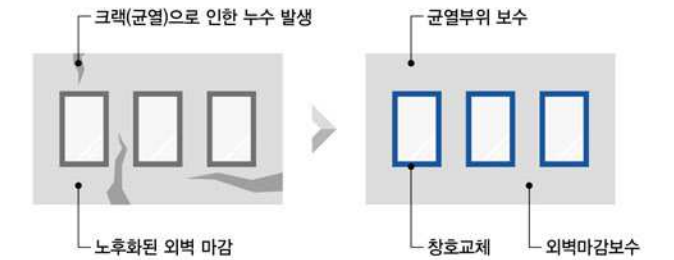 크랙(균열)으로 인한 누수 발생
균열부위 보수
노후화된 외벽 마감
창호교체
외벽마감보수